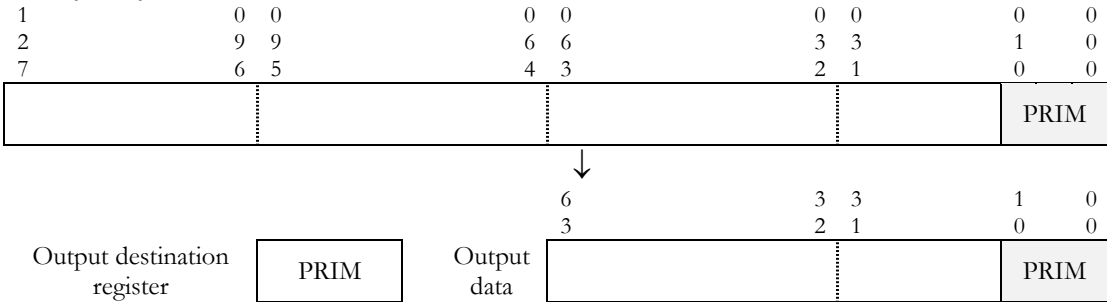 1 0 0 0 0 0 0 0 0
2 9 9 6 6 3 3 1 0
7 6 5 4 3 2 1 0 0
PRIM
↓
6 3 3 1 0
3 2 1 0 0
Output destination register
PRIM
Output data
PRIM